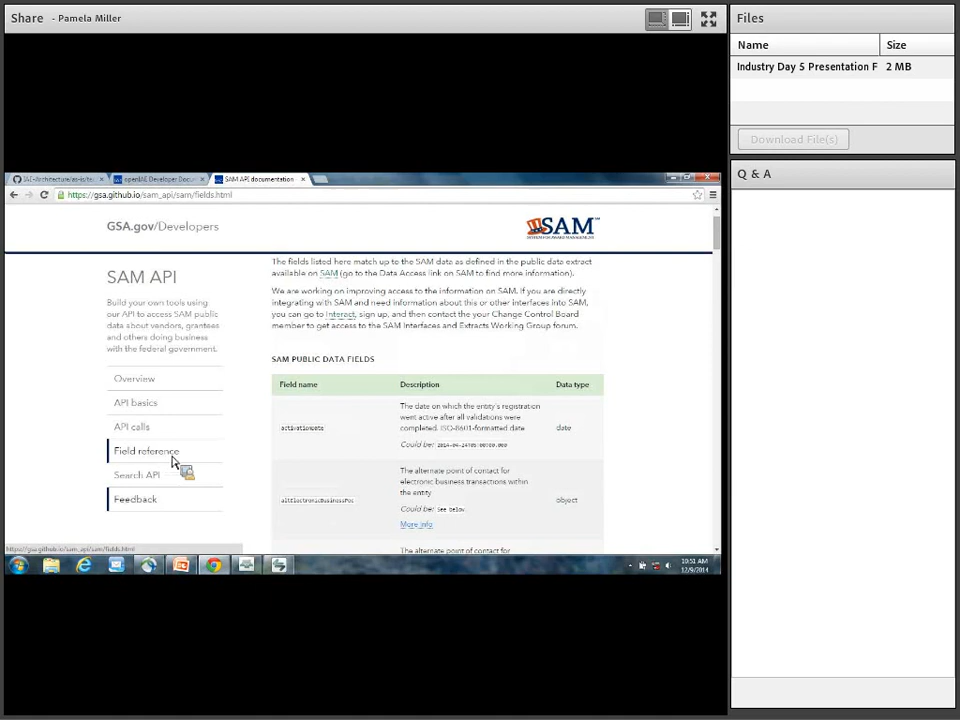 Share - Pamela Miller
Files
Name Size
Industry Day 5 Presentation F 2 MB
Download File(s)
Q & A
openIAE Developer Docu
SAM API documentation
https://gsa.github.io/sam_api/sam/fields.html
GSA.gov/Developers
SAM
SAM API
Build your own tools using
our API to access SAM public
data about vendors, grantees
and others doing business
with the federal government.
Overview
API basics
API calls
Field reference
Search API
Feedback
The fields listed here match up to the SAM data as defined in the public data extract
available on SAM (go to the Data Access link on SAM to find more information).
We are working on improving access to the information on SAM. If you are directly
integrating with SAM and need information about this or other interfaces into SAM,
you can go to Interact, sign up, and then contact the your Change Control Board
member to get access to the SAM Interfaces and Extracts Working Group forum.
SAM PUBLIC DATA FIELDS
Field name Description Data type
The date on which the entity's registration
went active after all validations were
completed. ISO-8601-formatted date
activationDate
date
Could be:
The alternate point of contact for
electronic business transactions within
the entity
altElectronicBusinessPoc
object
Could be: See below
More info
The alternate point of contact for
https://gsa.github.io/sam_api/sam/fields.html
10:51 AM
12/9/2014